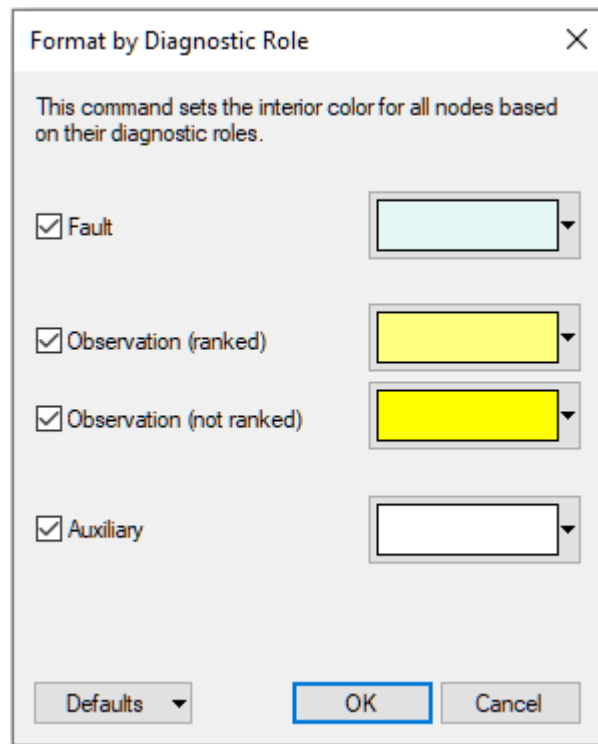 Format by Diagnostic Role
This command sets the interior color for all nodes based
on their diagnostic roles.
Fault
Observation (ranked)
Observation (not ranked)
Auxiliary
Defaults
OK
Cancel